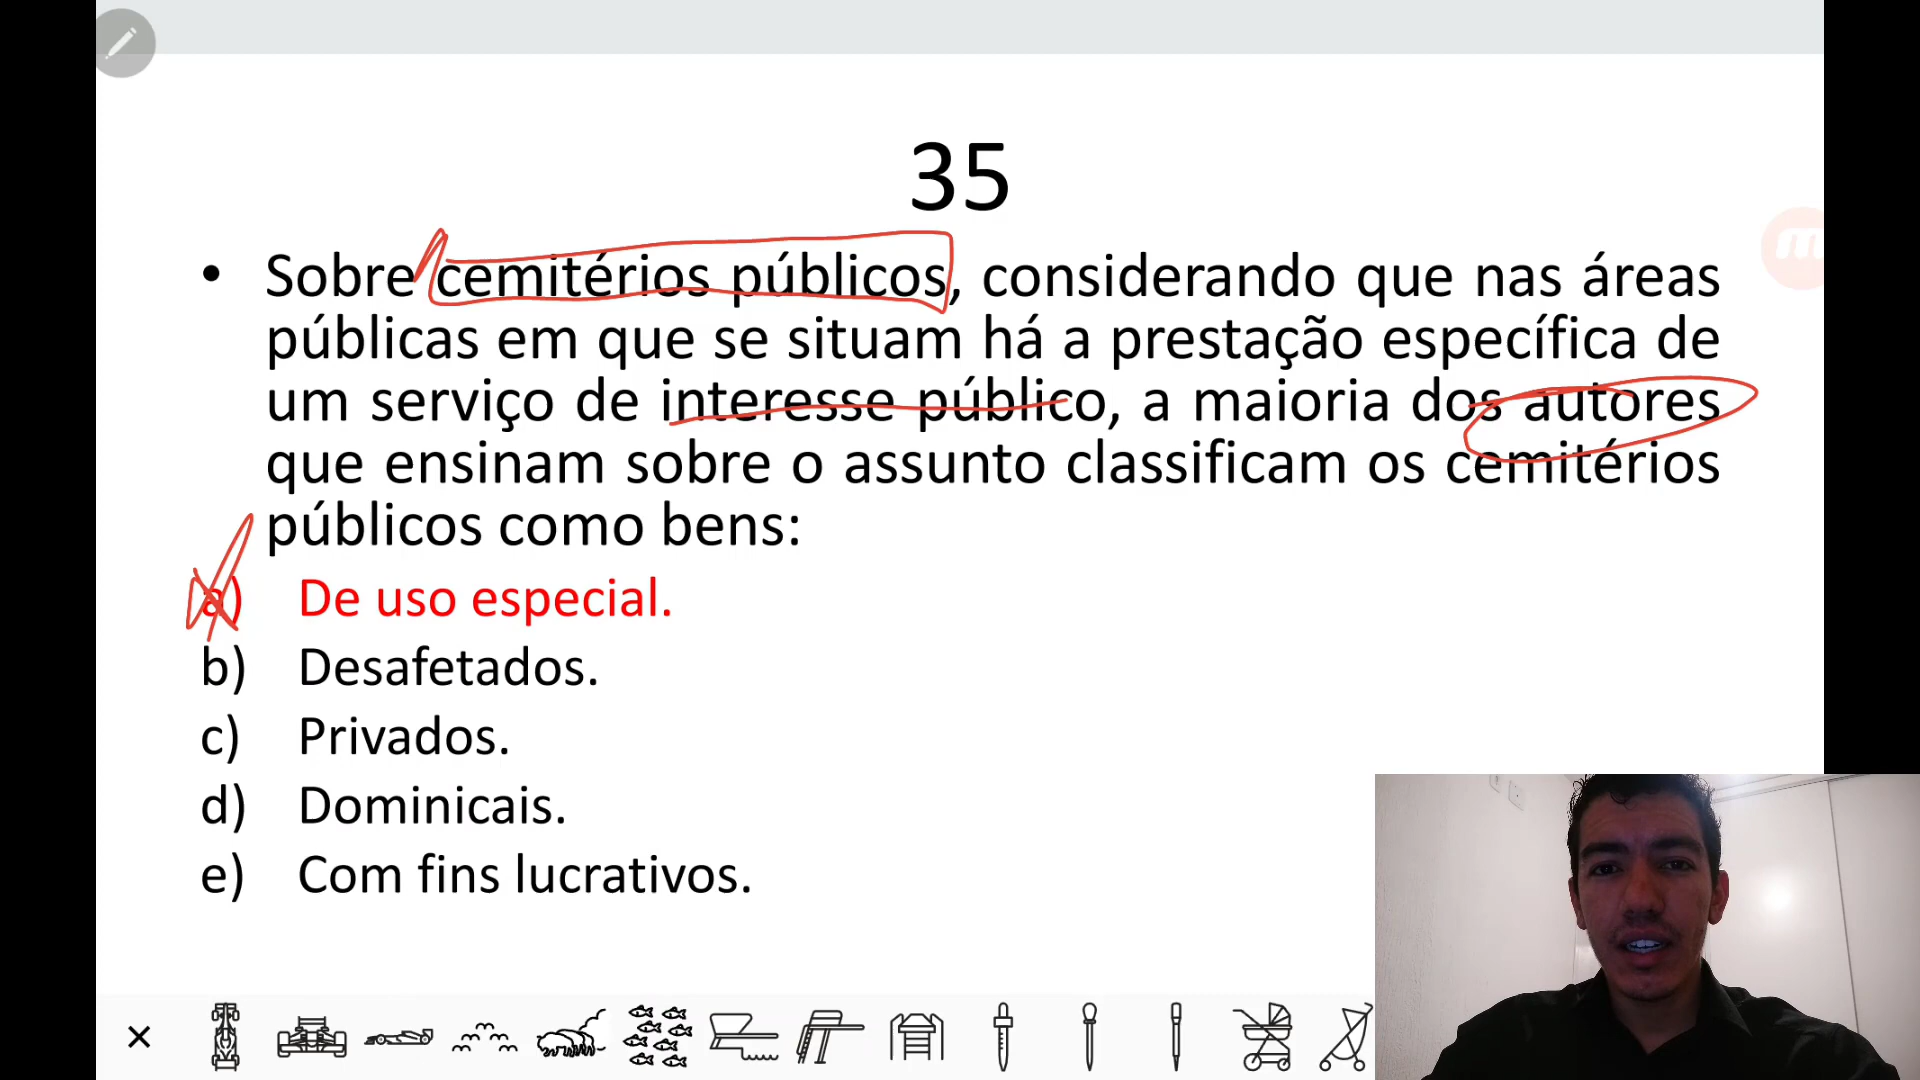 35
• Sobre cemitérios públicos, considerando que nas áreas
públicas em que se situam há a prestação específica de
um serviço de interesse público, a maioria dos autores
que ensinam sobre o assunto classificam os cemitérios
públicos como bens:
a) De uso especial.
b) Desafetados.
c) Privados.
d) Dominicais.
e) Com fins lucrativos.